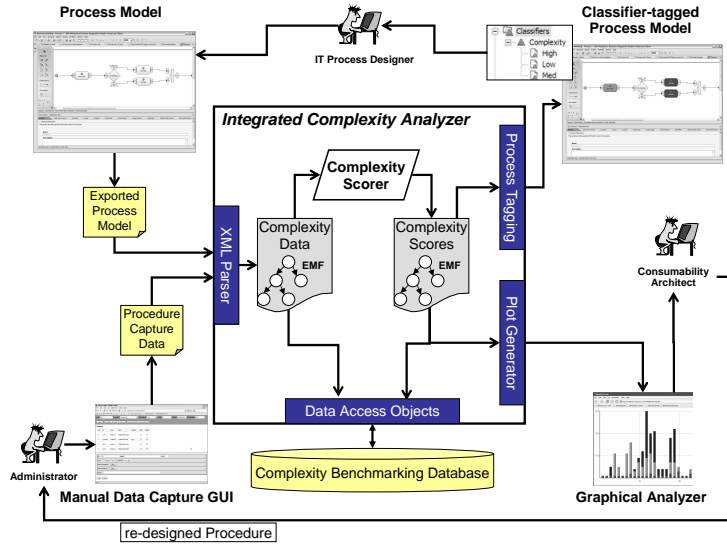 Process Model
Classifier-tagged
Process Model
IT Process Designer
Classifiers
Complexity
High
Low
Med
Integrated Complexity Analyzer
Complexity
Scorer
Process Tagging
Exported
Process
Model
XML Parser
Complexity
Data
EMF
Complexity
Scores
EMF
Consumability
Architect
Procedure
Capture
Data
Plot Generator
Data Access Objects
Administrator
Manual Data Capture GUI
Complexity Benchmarking Database
Graphical Analyzer
re-designed Procedure